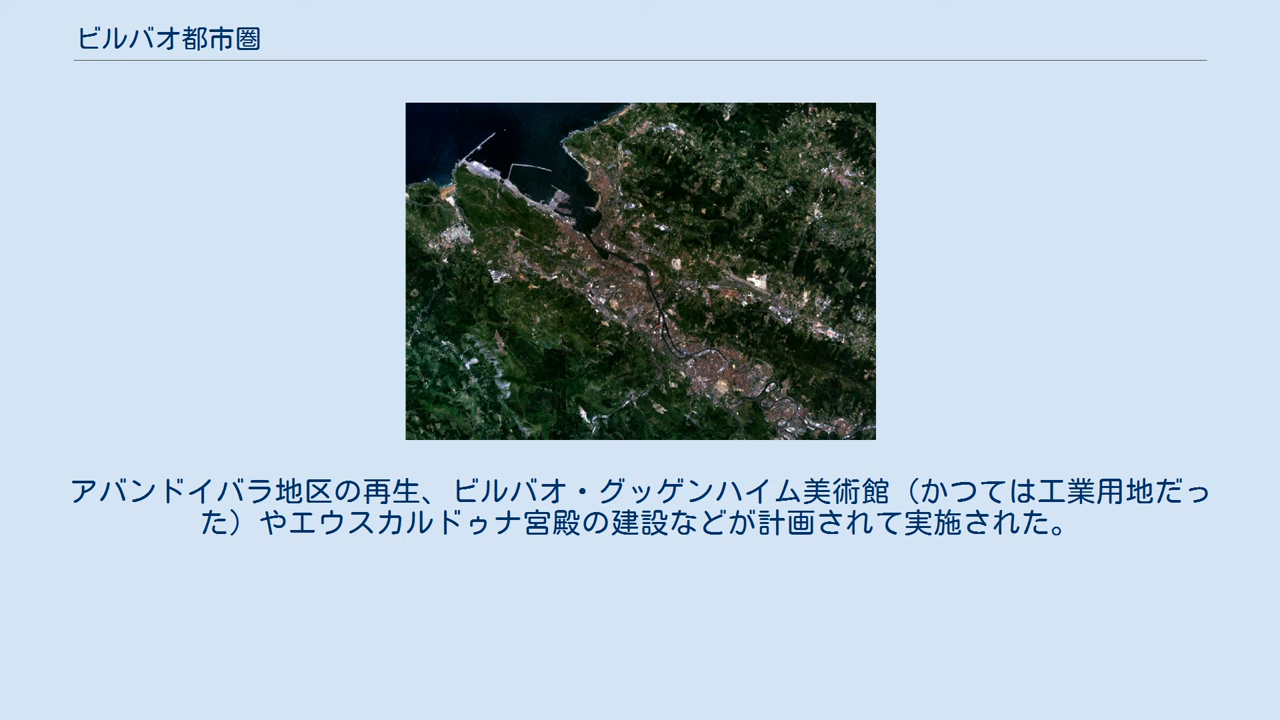 ビルバオ都市圏
アバンドイバラ地区の再生、ビルバオ・グッゲンハイム美術館（かつては工業用地だっ
た）やエウスカルドゥナ宮殿の建設などが計画されて実施された。